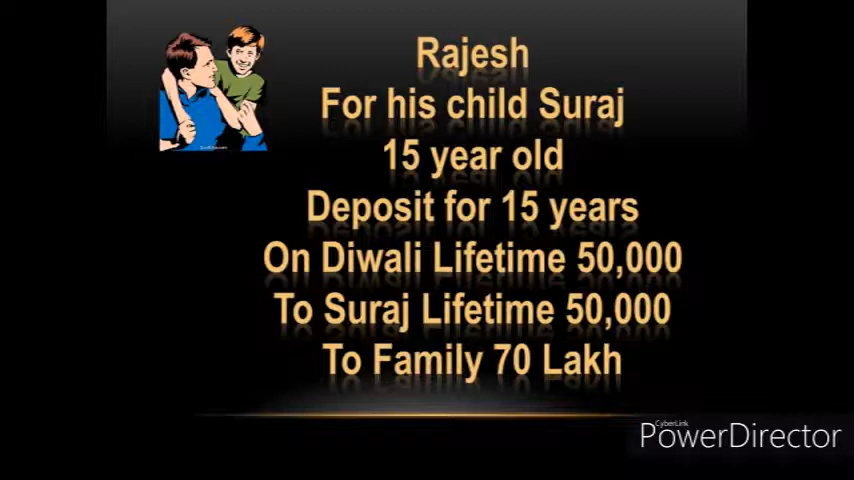 Rajesh
For his child Suraj
15 year old
Deposit for 15 years
On Diwali Lifetime 50,000
To Suraj Lifetime 50,000
To Family 70 Lakh
CyberLink
PowerDirector